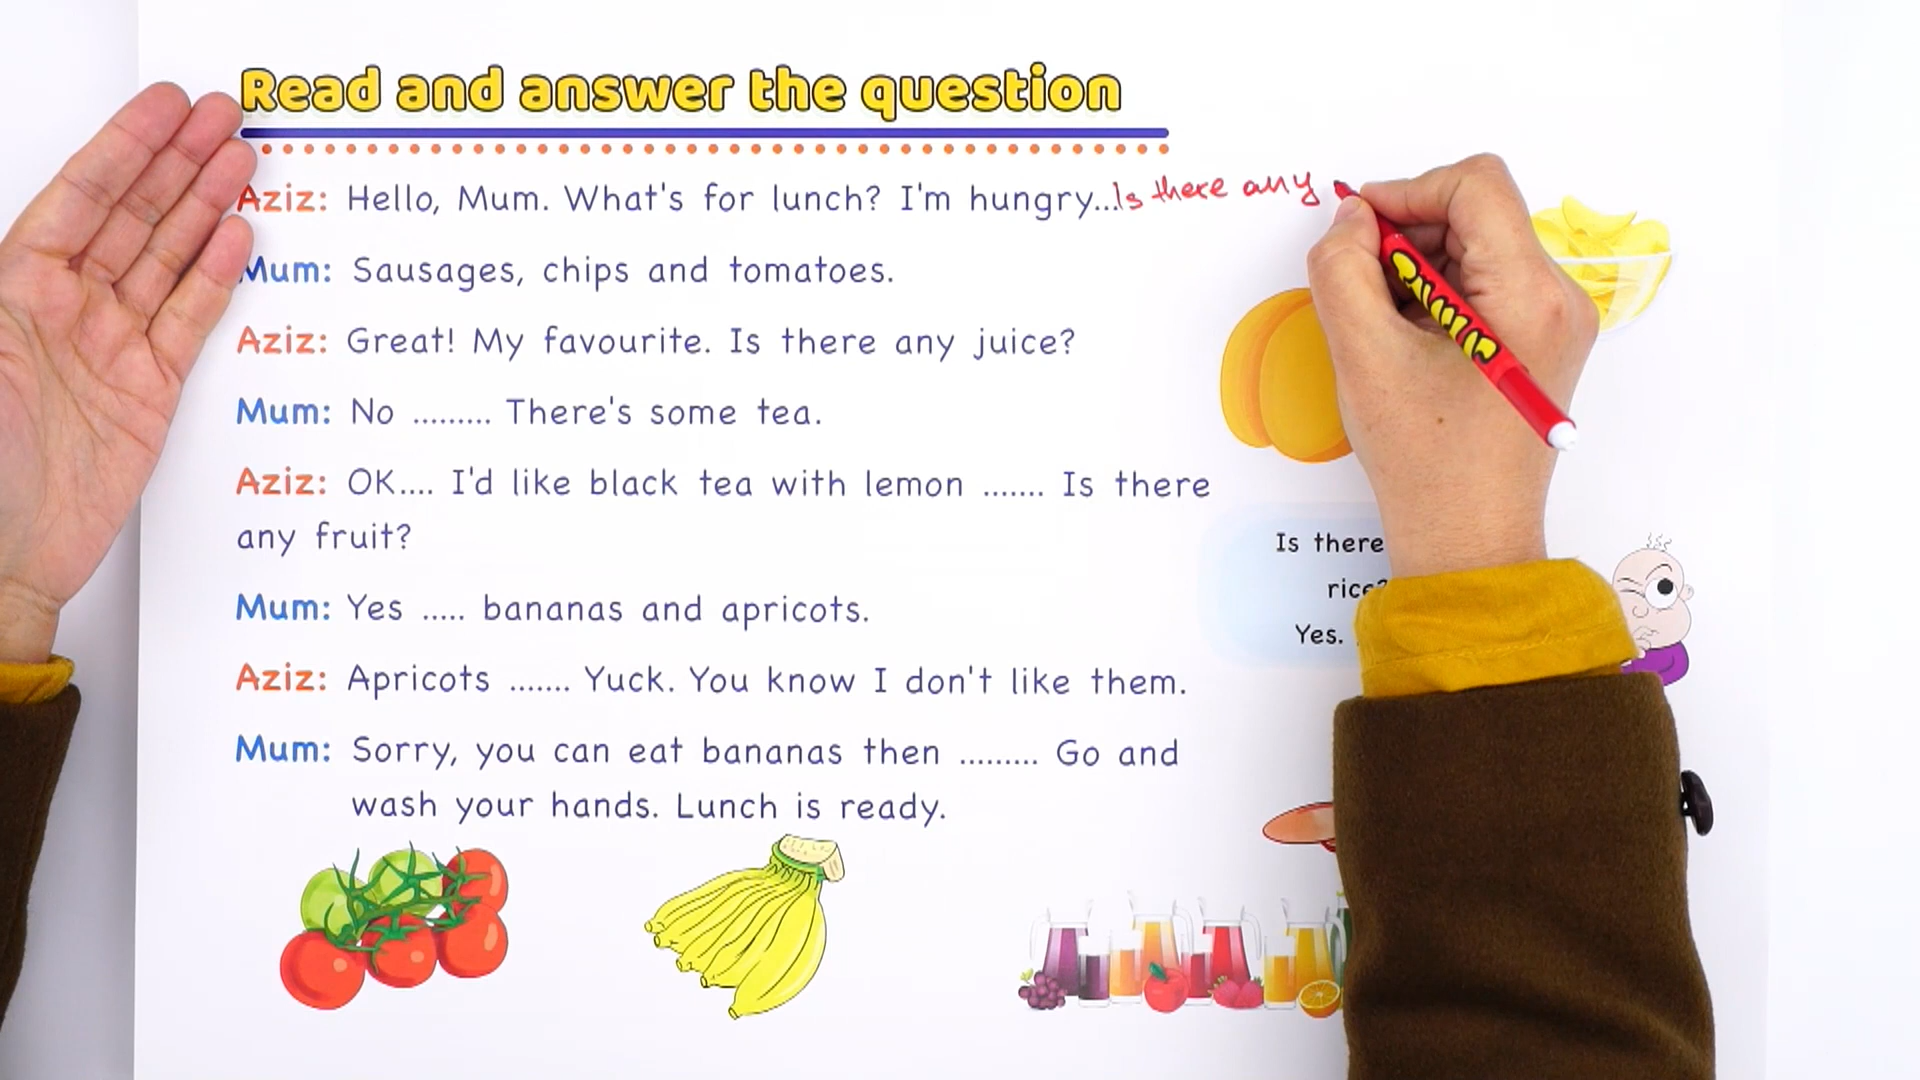 Read and answer the question
Aziz: Hello, Mum. What's for lunch? I'm hungry...Is there any
Mum: Sausages, chips and tomatoes.
Aziz: Great! My favourite. Is there any juice?
Mum: No ......... There's some tea.
Aziz: OK.... I'd like black tea with lemon ....... Is there
any fruit?
Mum: Yes ..... bananas and apricots.
Aziz: Apricots ....... Yuck. You know I don't like them.
Mum: Sorry, you can eat bananas then ......... Go and
wash your hands. Lunch is ready.
Is there
rice?
Yes.